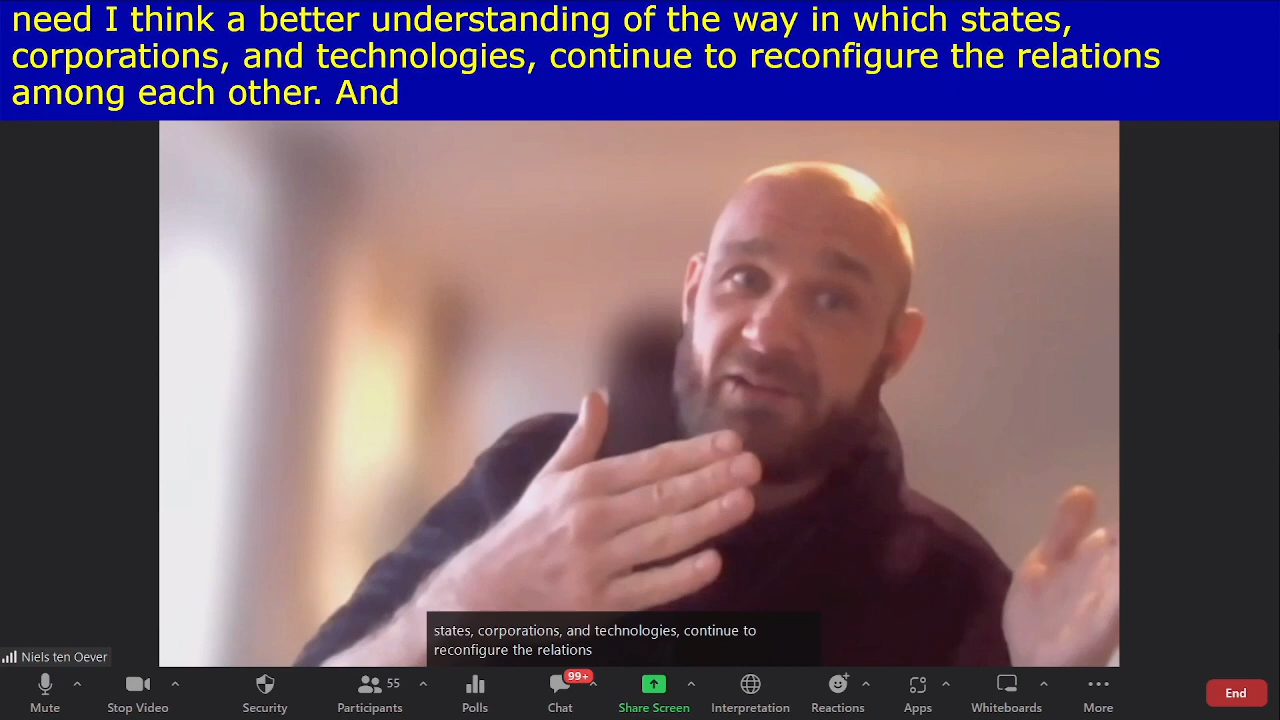 need I think a better understanding of the way in which states,
corporations, and technologies, continue to reconfigure the relations
among each other. And
states, corporations, and technologies, continue to
reconfigure the relations
Niels ten Oever
55
99+
Mute
Stop Video
Security
Participants
Polls
Chat
Share Screen
Interpretation
Reactions
Apps
Whiteboards
More
End